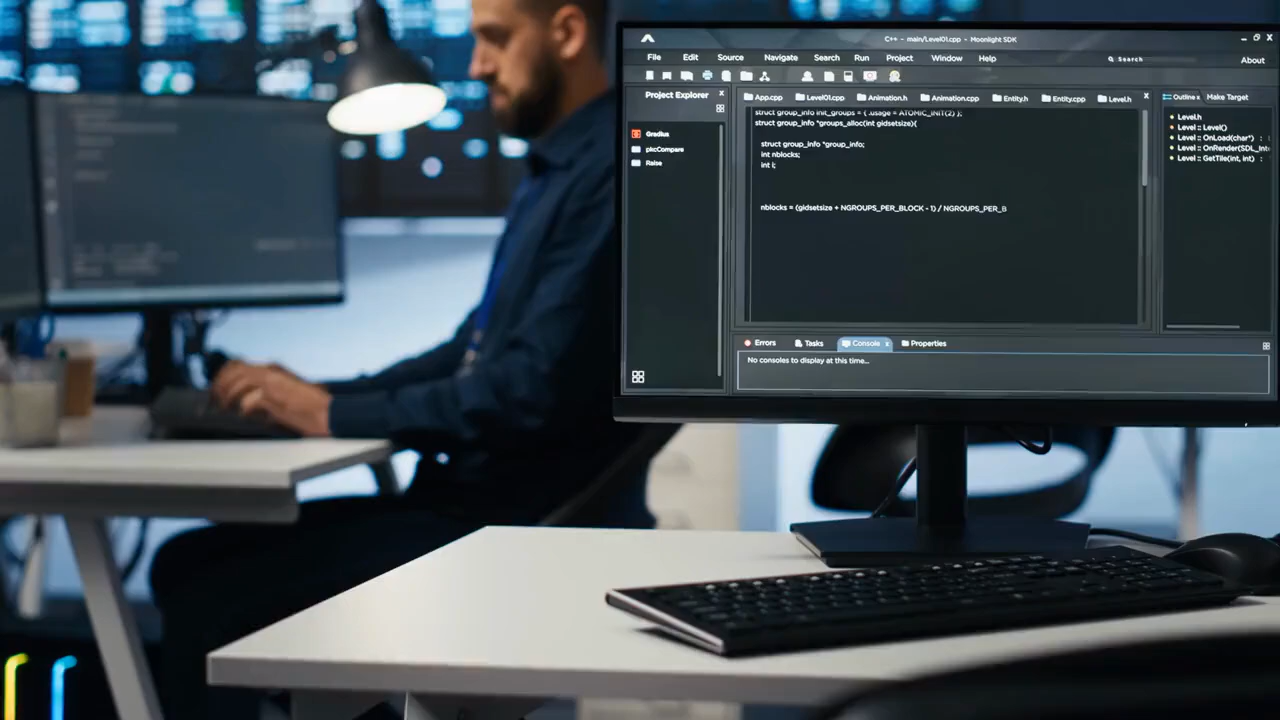 C++ - main/Level01.cpp - Moonlight SDK
File Edit Source Navigate Search Run Project Window Help Search About
Project Explorer x
Gradius
pkcCompare
Raise
App.cpp Level01.cpp Animation.h Animation.cpp Entity.h Entity.cpp Level.h x
struct group_info init_groups = { .usage = ATOMIC_INIT(2) };
struct group_info *groups_alloc(int gidsetsize){
struct group_info *group_info;
int nblocks;
int i;
nblocks = (gidsetsize + NGROUPS_PER_BLOCK - 1) / NGROUPS_PER_B
Outline x Make Target
Level.h
Level :: Level()
Level :: OnLoad(char*) :
Level :: OnRender(SDL_Int
Level :: GetTile(int, int) :
Errors Tasks Console x Properties
No consoles to display at this time...